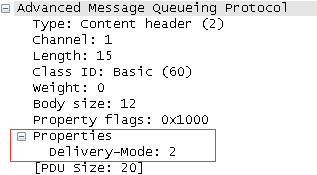 Advanced Message Queueing Protocol
Type: Content header (2)
Channel: 1
Length: 15
Class ID: Basic (60)
Weight: 0
Body size: 12
Property flags: 0x1000
Properties
Delivery-Mode: 2
[PDU Size: 20]